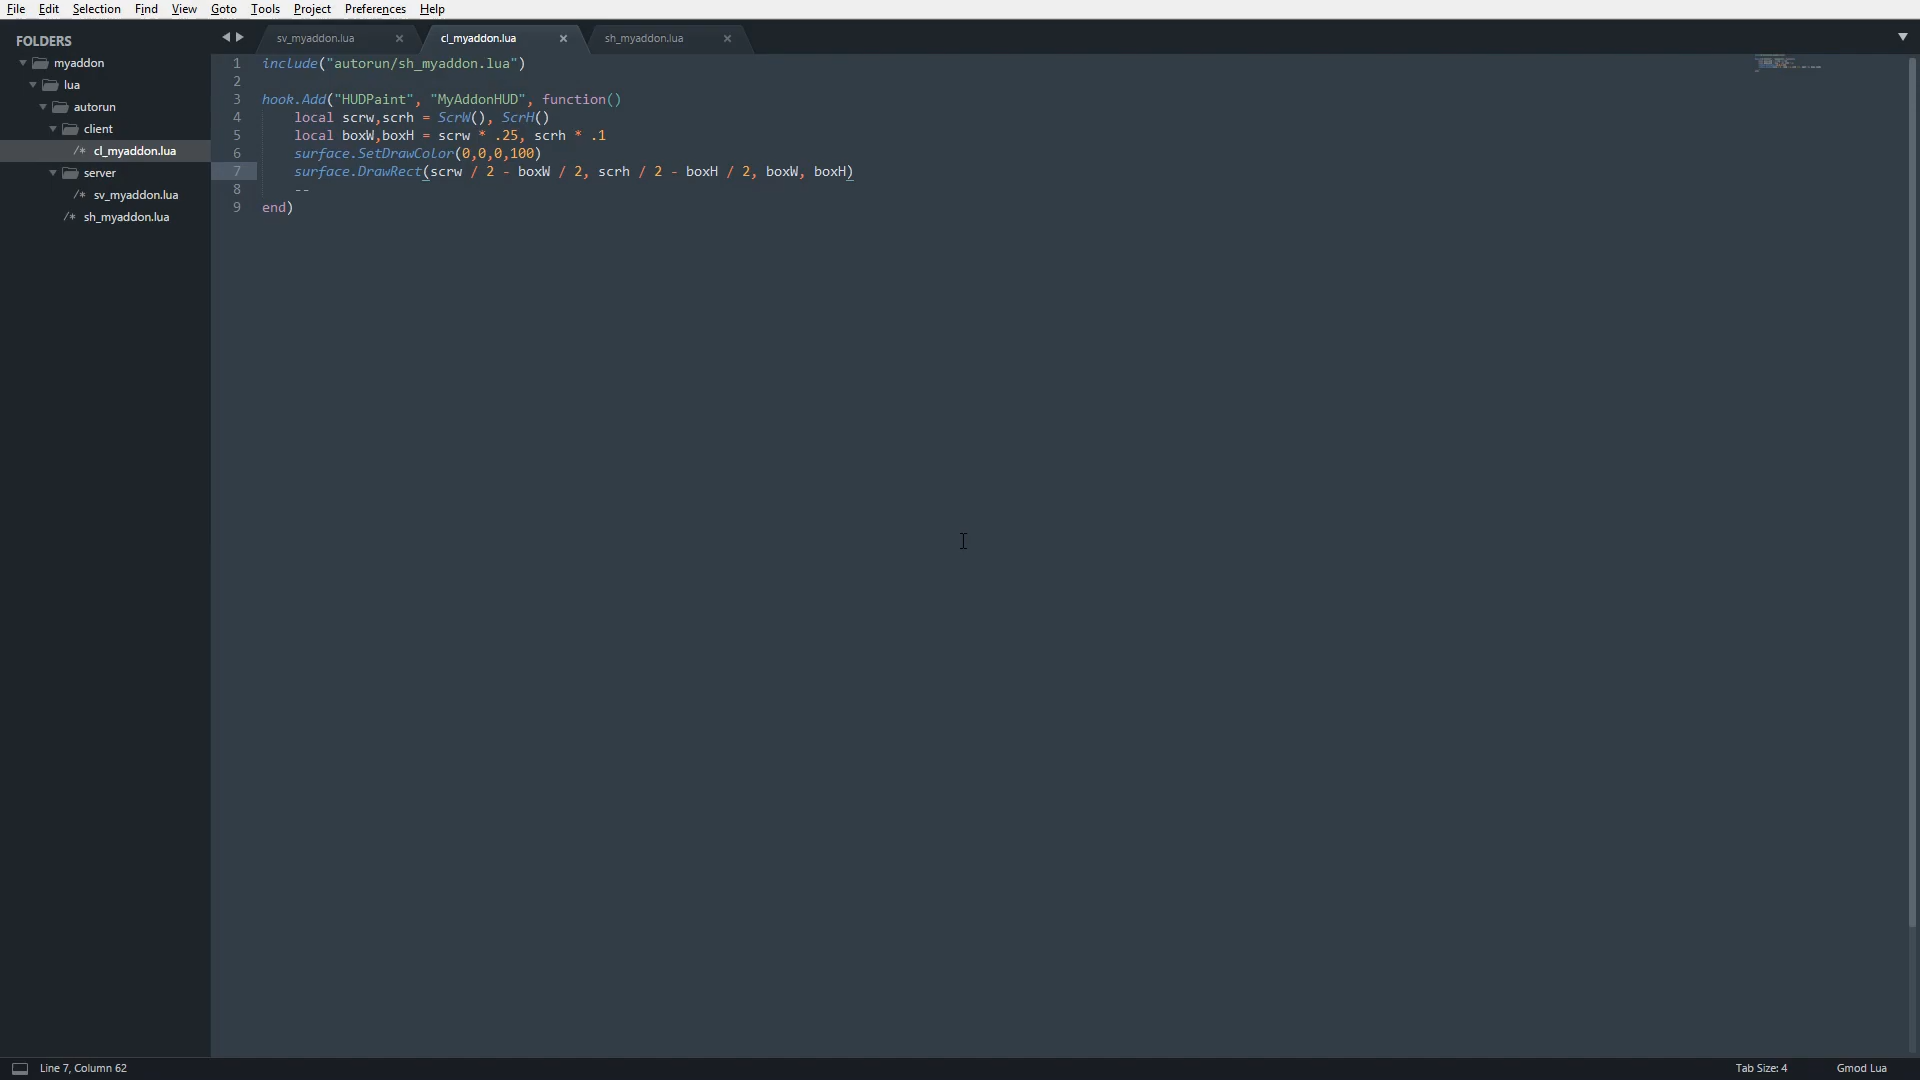 File Edit Selection Find View Goto Tools Project Preferences Help
FOLDERS
myaddon
lua
autorun
client
/* cl_myaddon.lua
server
/* sv_myaddon.lua
/* sh_myaddon.lua
sv_myaddon.lua × cl_myaddon.lua × sh_myaddon.lua ×
1 include("autorun/sh_myaddon.lua")
2
3 hook.Add("HUDPaint", "MyAddonHUD", function()
4     local scrw,scrh = ScrW(), ScrH()
5     local boxW,boxH = scrw * .25, scrh * .1
6     surface.SetDrawColor(0,0,0,100)
7     surface.DrawRect(scrw / 2 - boxW / 2, scrh / 2 - boxH / 2, boxW, boxH)
8     --
9 end)
Line 7, Column 62 Tab Size: 4 Gmod Lua